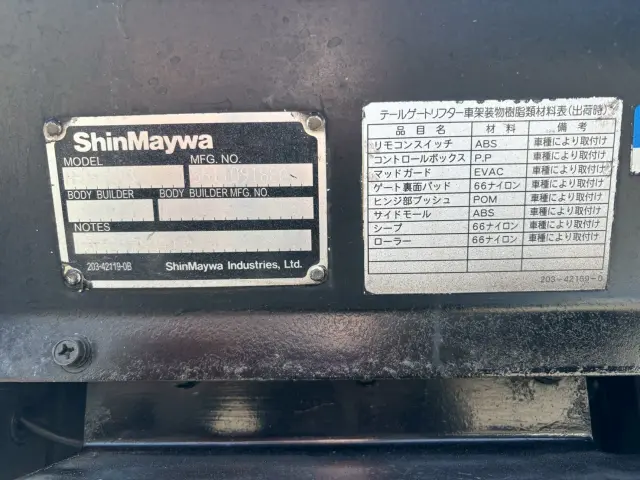 ShinMaywa
MODEL
MFG. NO.
BODY BUILDER
BODY BUILDER MFG. NO.
NOTES
203-42119-0B
ShinMaywa Industries, Ltd.
テールゲートリフター車架装物樹脂類材料表(出荷時)
品目名 材料 備考
リモコンスイッチ ABS 車種により取付け
コントロールボックス P.P 車種により取付け
マッドガード EVAC 車種により取付け
ゲート裏面パッド 66ナイロン 車種により取付け
ヒンジ部ブッシュ POM 車種により取付け
サイドモール ABS 車種により取付け
シーブ 66ナイロン 車種により取付け
ローラー 66ナイロン 車種により取付け
203-42169-0